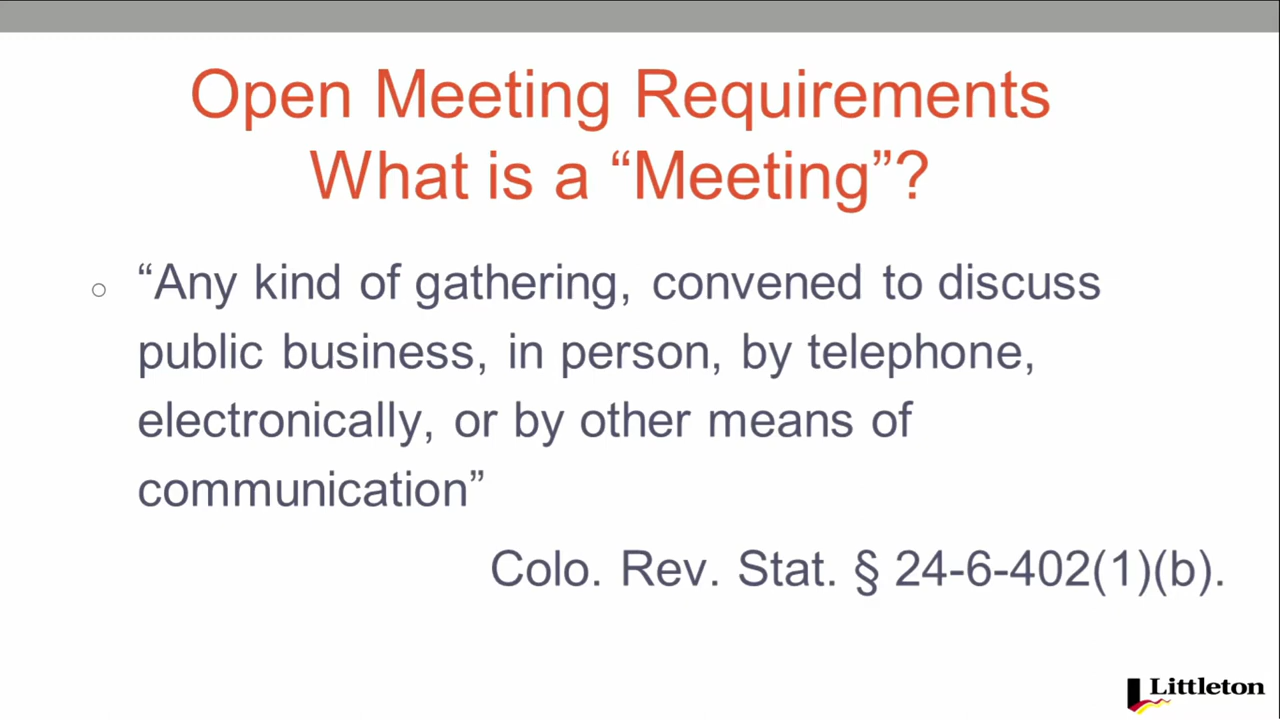 Open Meeting Requirements
What is a “Meeting”?
“Any kind of gathering, convened to discuss
public business, in person, by telephone,
electronically, or by other means of
communication”
Colo. Rev. Stat. § 24-6-402(1)(b).
Littleton